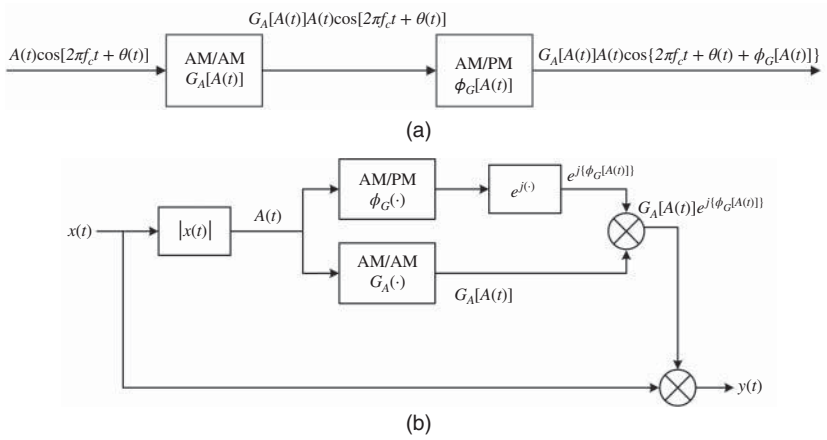 G_A[A(t)]A(t)cos[2πf_ct + θ(t)]
A(t)cos[2πf_ct + θ(t)]
AM/AM
G_A[A(t)]
AM/PM
ϕ_G[A(t)]
G_A[A(t)]A(t)cos{2πf_ct + θ(t) + ϕ_G[A(t)]}
(a)
AM/PM
ϕ_G(·)
e^{j(·)}
e^{j{ϕ_G[A(t)]}}
G_A[A(t)]e^{j{ϕ_G[A(t)]}}
x(t)
|x(t)|
A(t)
AM/AM
G_A(·)
G_A[A(t)]
y(t)
(b)